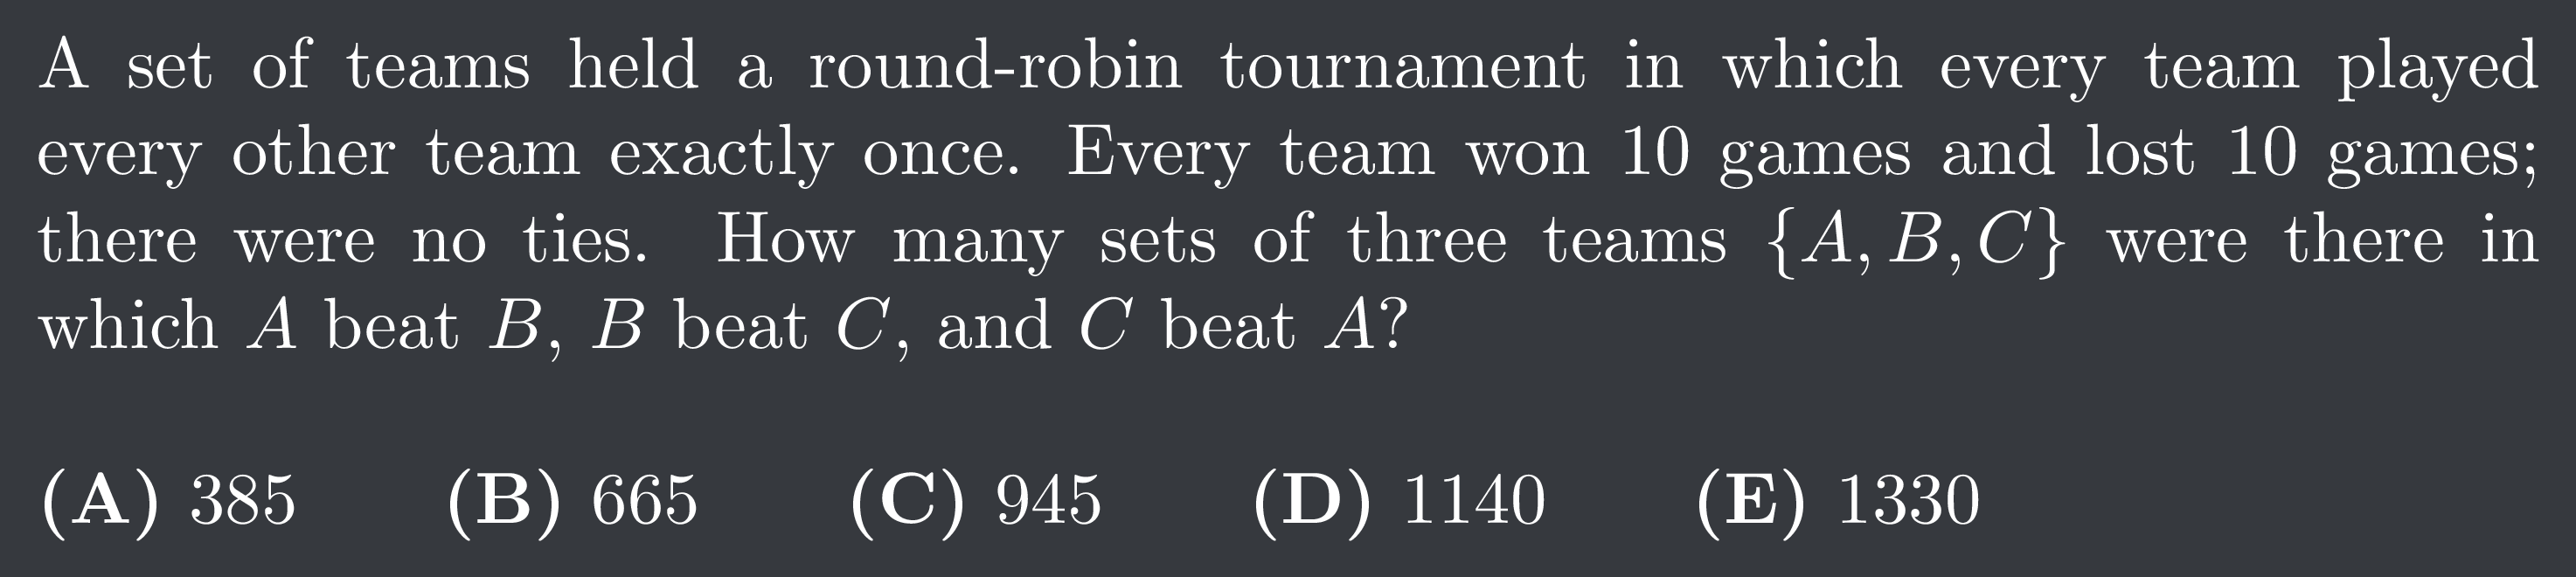 A set of teams held a round-robin tournament in which every team played
every other team exactly once. Every team won 10 games and lost 10 games;
there were no ties. How many sets of three teams {A, B, C} were there in
which A beat B, B beat C, and C beat A?
(A) 385 (B) 665 (C) 945 (D) 1140 (E) 1330